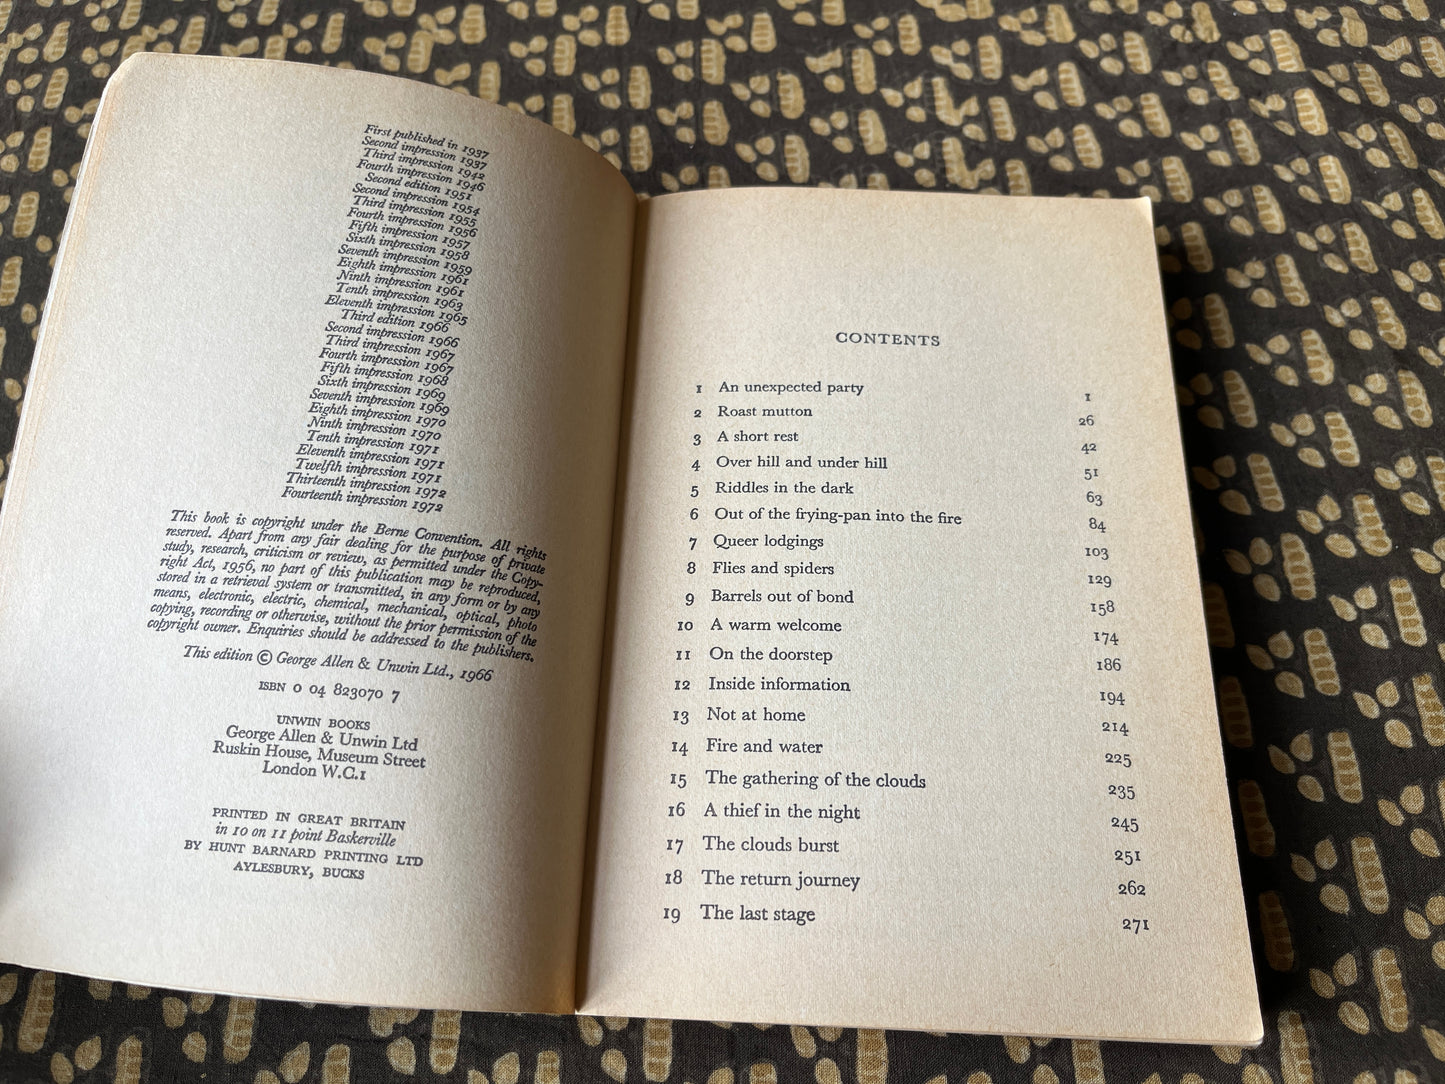 First published in 1937
Second impression 1937
Third impression 1942
Fourth impression 1946
Second edition 1951
Second impression 1954
Third impression 1955
Fourth impression 1956
Fifth impression 1957
Sixth impression 1958
Seventh impression 1959
Eighth impression 1961
Ninth impression 1961
Tenth impression 1963
Eleventh impression 1965
Third edition 1966
Second impression 1966
Third impression 1967
Fourth impression 1967
Fifth impression 1968
Sixth impression 1969
Seventh impression 1969
Eighth impression 1970
Ninth impression 1970
Tenth impression 1971
Eleventh impression 1971
Twelfth impression 1971
Thirteenth impression 1972
Fourteenth impression 1972
This book is copyright under the Berne Convention. All rights
reserved. Apart from any fair dealing for the purpose of private
study, research, criticism or review, as permitted under the Copy-
right Act, 1956, no part of this publication may be reproduced,
stored in a retrieval system or transmitted, in any form or by any
means, electronic, electric, chemical, mechanical, optical, photo
copying, recording or otherwise, without the prior permission of the
copyright owner. Enquiries should be addressed to the publishers.
This edition © George Allen & Unwin Ltd., 1966
ISBN 0 04 823070 7
UNWIN BOOKS
George Allen & Unwin Ltd
Ruskin House, Museum Street
London W.C.1
PRINTED IN GREAT BRITAIN
in 10 on 11 point Baskerville
BY HUNT BARNARD PRINTING LTD
AYLESBURY, BUCKS
CONTENTS
1 An unexpected party 1
2 Roast mutton 26
3 A short rest 42
4 Over hill and under hill 51
5 Riddles in the dark 63
6 Out of the frying-pan into the fire 84
7 Queer lodgings 103
8 Flies and spiders 129
9 Barrels out of bond 158
10 A warm welcome 174
11 On the doorstep 186
12 Inside information 194
13 Not at home 214
14 Fire and water 225
15 The gathering of the clouds 235
16 A thief in the night 245
17 The clouds burst 251
18 The return journey 262
19 The last stage 271